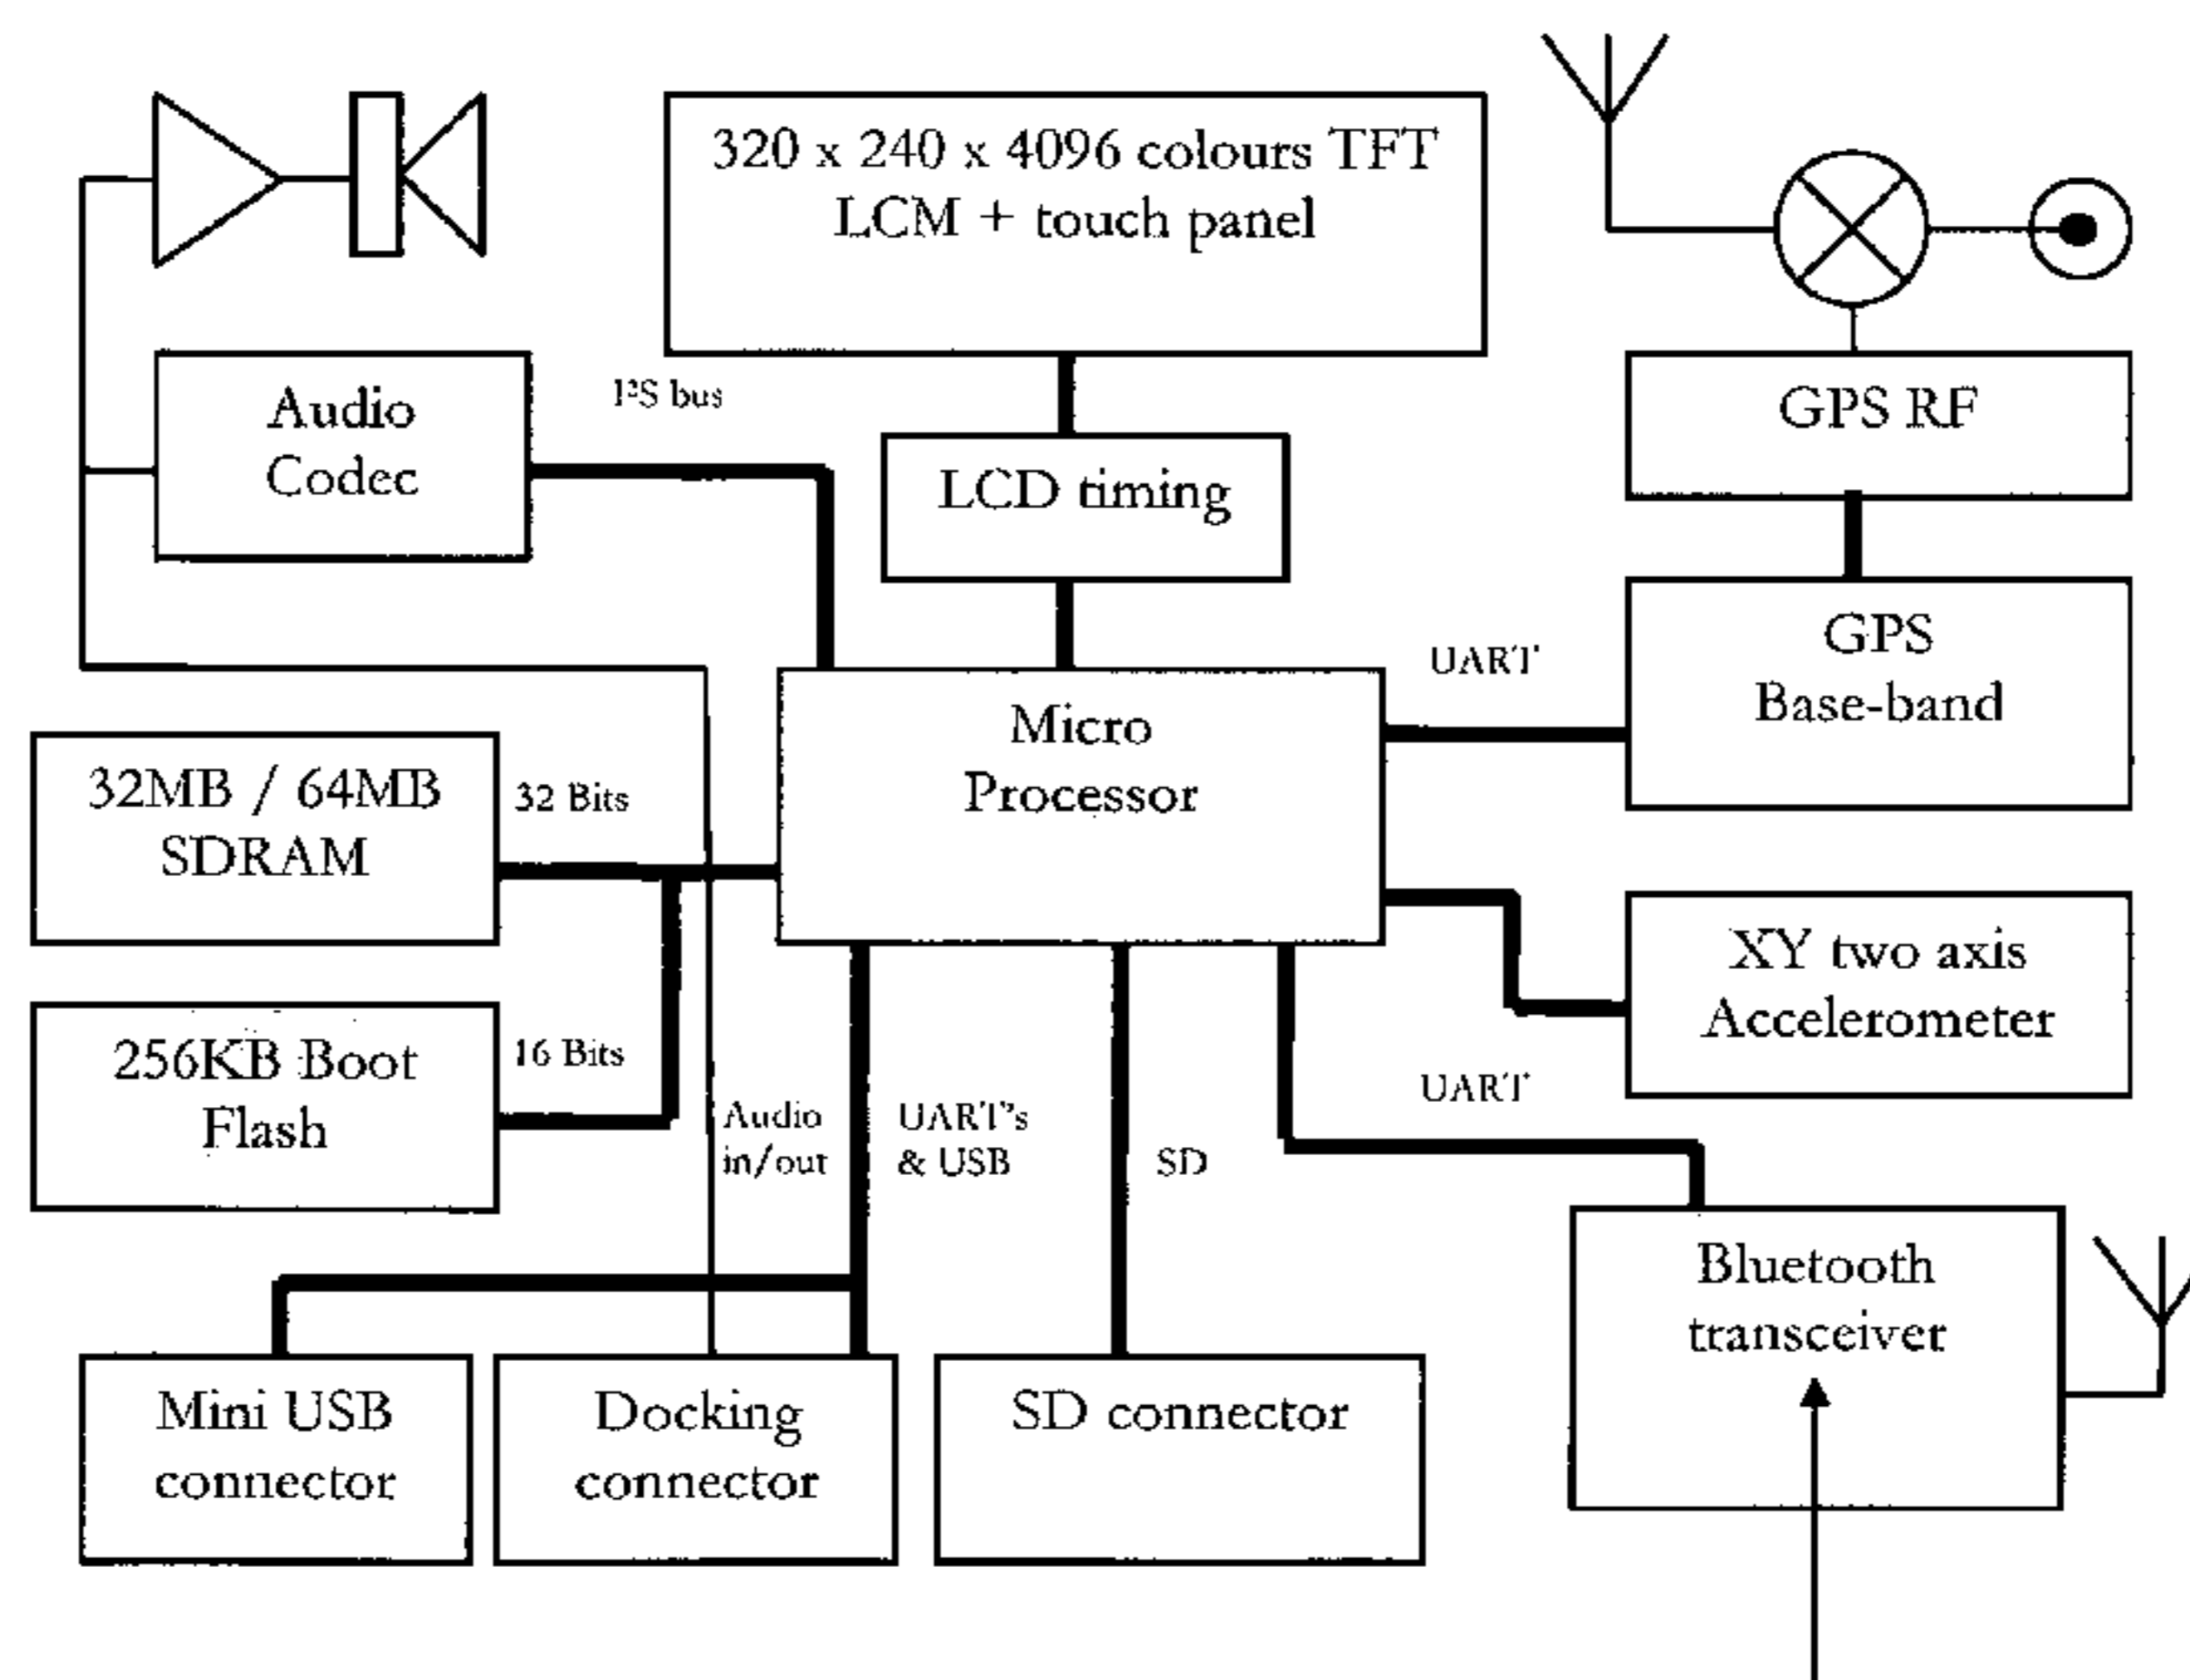 320 x 240 x 4096 colours TFT
LCM + touch panel
Audio
Codec
I²S bus
LCD timing
GPS RF
GPS
Base-band
UART
Micro
Processor
32MB / 64MB
SDRAM
32 Bits
256KB Boot
Flash
16 Bits
XY two axis
Accelerometer
Audio
in/out
UART's
& USB
SD
UART
Bluetooth
transceiver
Mini USB
connector
Docking
connector
SD connector